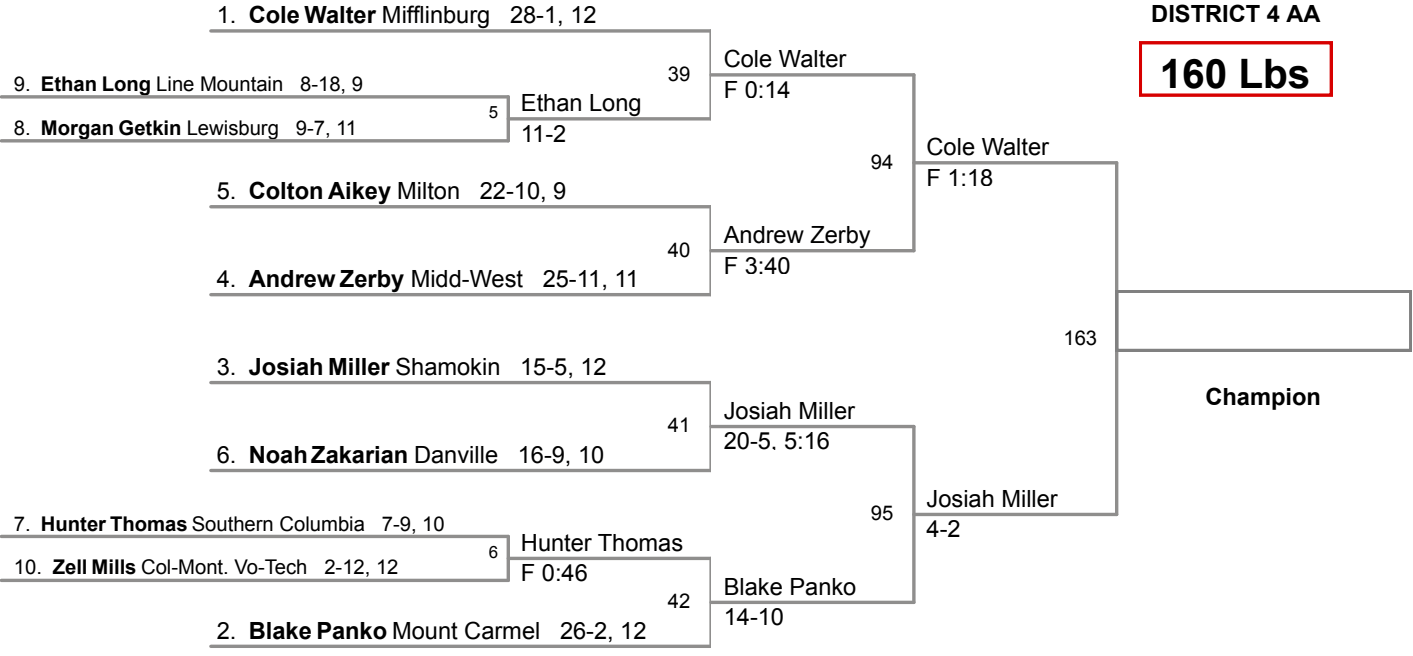 1. Cole Walter Mifflinburg 28-1, 12
DISTRICT 4 AA
160 Lbs
39
Cole Walter
F 0:14
9. Ethan Long Line Mountain 8-18, 9
5
Ethan Long
11-2
8. Morgan Getkin Lewisburg 9-7, 11
94
Cole Walter
F 1:18
5. Colton Aikey Milton 22-10, 9
40
Andrew Zerby
F 3:40
4. Andrew Zerby Midd-West 25-11, 11
163
Champion
3. Josiah Miller Shamokin 15-5, 12
41
Josiah Miller
20-5, 5:16
6. Noah Zakarian Danville 16-9, 10
95
Josiah Miller
4-2
7. Hunter Thomas Southern Columbia 7-9, 10
6
Hunter Thomas
F 0:46
10. Zell Mills Col-Mont. Vo-Tech 2-12, 12
42
Blake Panko
14-10
2. Blake Panko Mount Carmel 26-2, 12